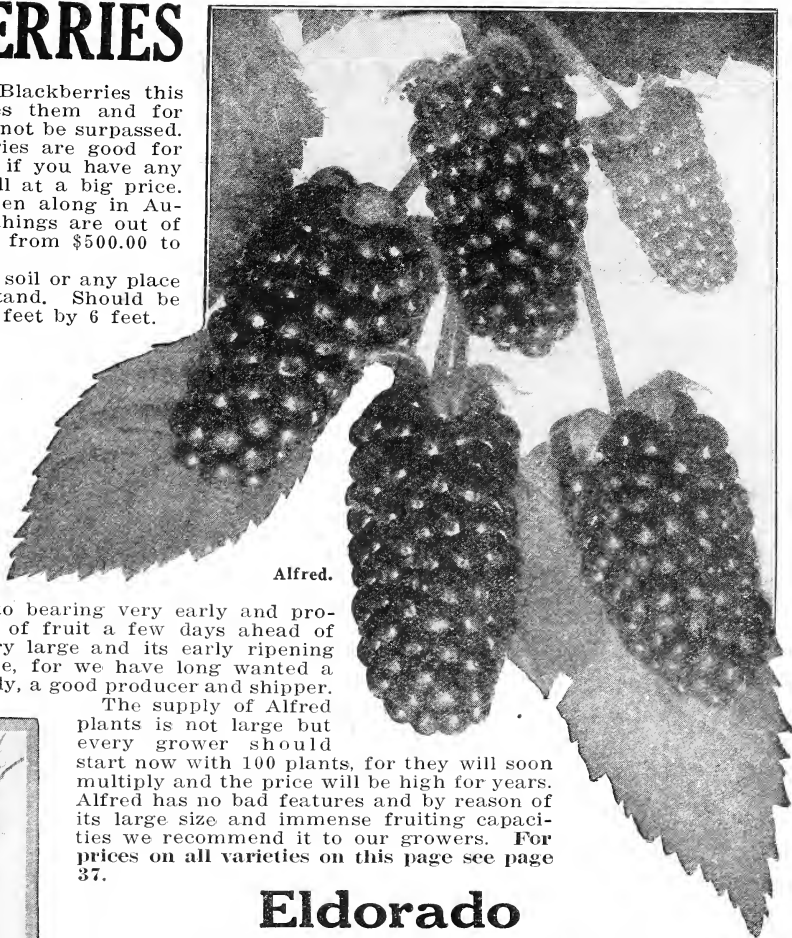 ERRIES
Blackberries this
s them and for
not be surpassed.
ies are good for
if you have any
ll at a big price.
en along in Au-
hings are out of
from $500.00 to
soil or any place
tand. Should be
feet by 6 feet.
Alfred.
o bearing very early and pro-
of fruit a few days ahead of
ry large and its early ripening
e, for we have long wanted a
ly, a good producer and shipper.
The supply of Alfred
plants is not large but
every grower should
start now with 100 plants, for they will soon
multiply and the price will be high for years.
Alfred has no bad features and by reason of
its large size and immense fruiting capaci-
ties we recommend it to our growers. For
prices on all varieties on this page see page
37.
Eldorado